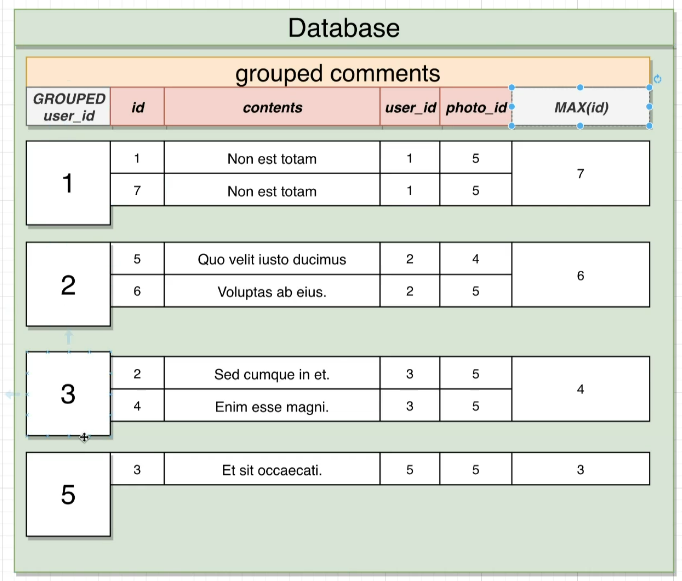 Database
grouped comments
GROUPED user_id id contents user_id photo_id MAX(id)
1 1 Non est totam 1 5 7
7 Non est totam 1 5
2 5 Quo velit iusto ducimus 2 4 6
6 Voluptas ab eius. 2 5
3 2 Sed cumque in et. 3 5 4
4 Enim esse magni. 3 5
5 3 Et sit occaecati. 5 5 3